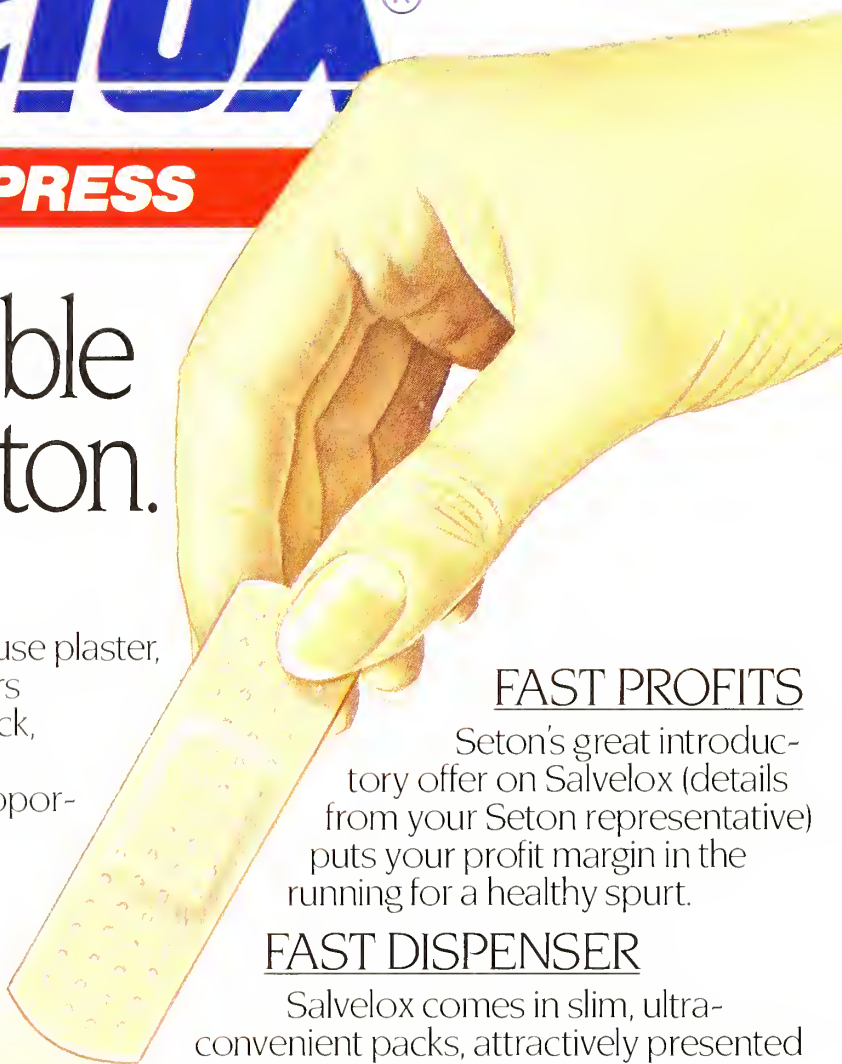 ®
PRESS
ble
ton.
use plaster,
rs
ck,
opor-
FAST PROFITS
Seton's great introduc-
tory offer on Salvelox (details
from your Seton representative)
puts your profit margin in the
running for a healthy spurt.
FAST DISPENSER
Salvelox comes in slim, ultra-
convenient packs, attractively presented